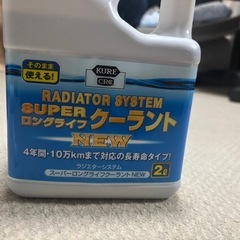 そのまま
使える!
KURE
CRC
RADIATOR SYSTEM
SUPER
ロングライフ
クーラント
NEW
4年間・10万kmまで対応の長寿命タイプ!
ラジエターシステム
スーパーロングライフクーラント NEW
2ℓ